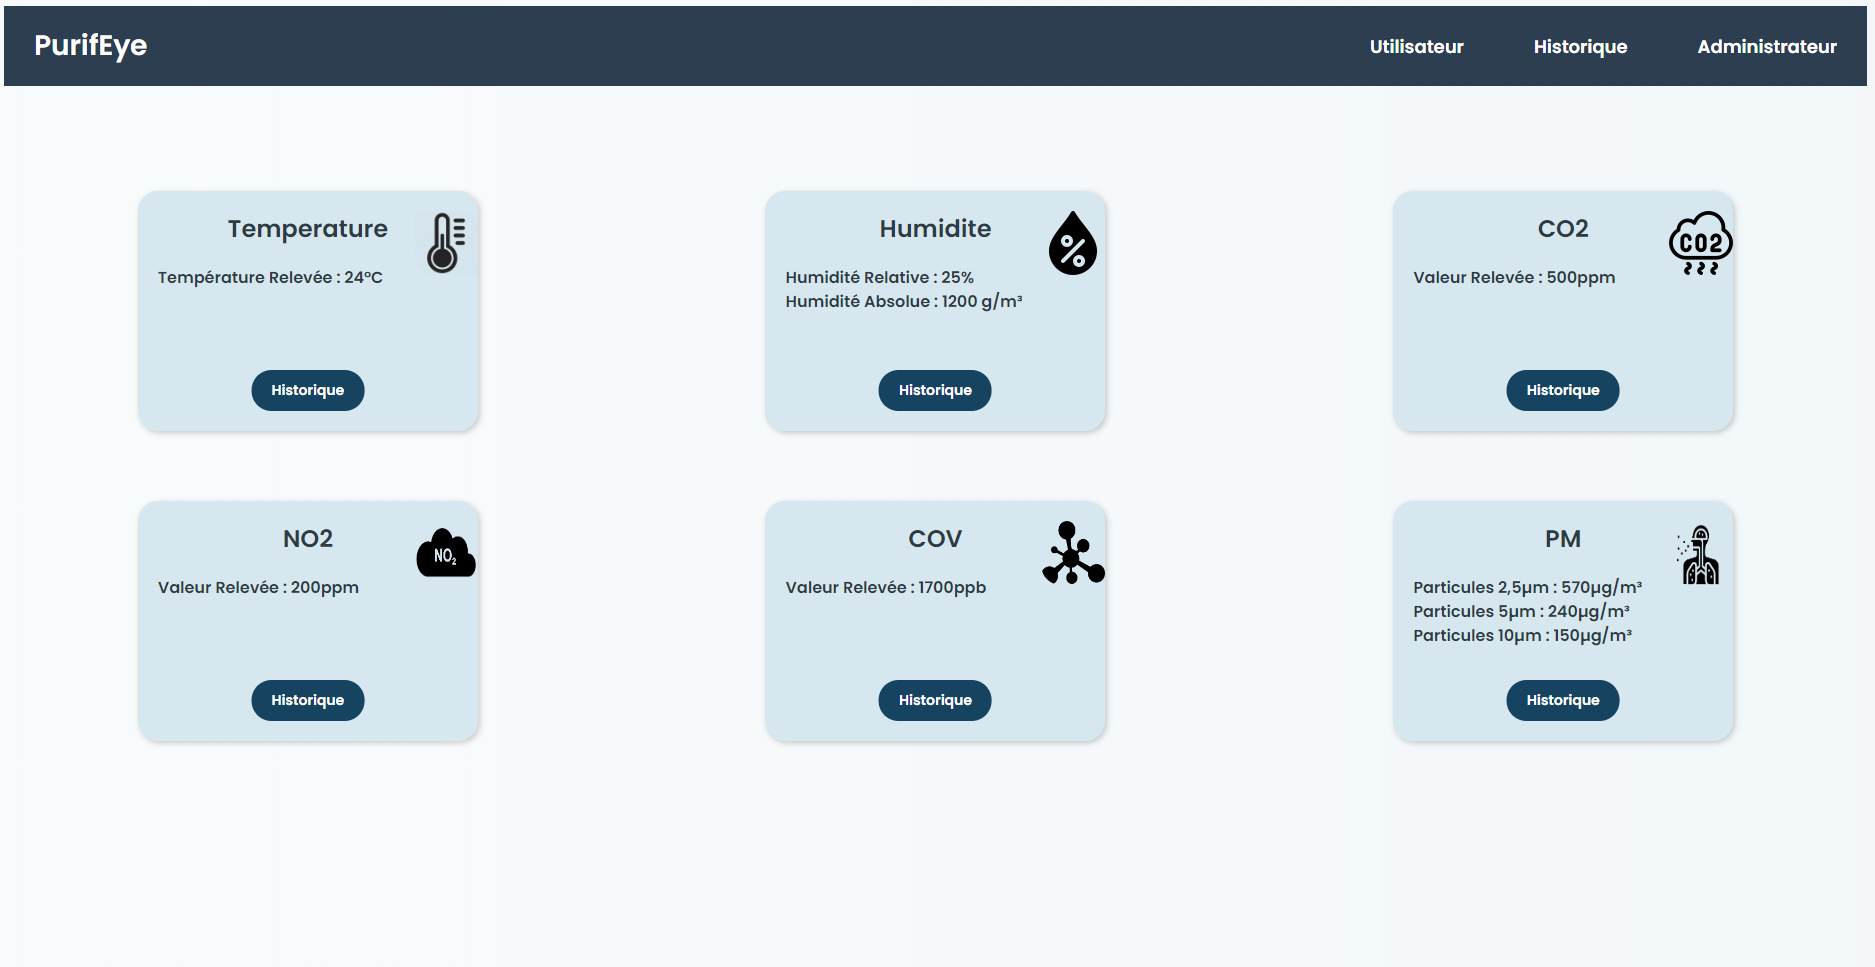 PurifEye
Utilisateur
Historique
Administrateur
Temperature
Température Relevée : 24°C
Historique
Humidite
Humidité Relative : 25%
Humidité Absolue : 1200 g/m³
Historique
CO2
CO2
Valeur Relevée : 500ppm
Historique
NO2
NO₂
Valeur Relevée : 200ppm
Historique
COV
Valeur Relevée : 1700ppb
Historique
PM
Particules 2,5µm : 570µg/m³
Particules 5µm : 240µg/m³
Particules 10µm : 150µg/m³
Historique